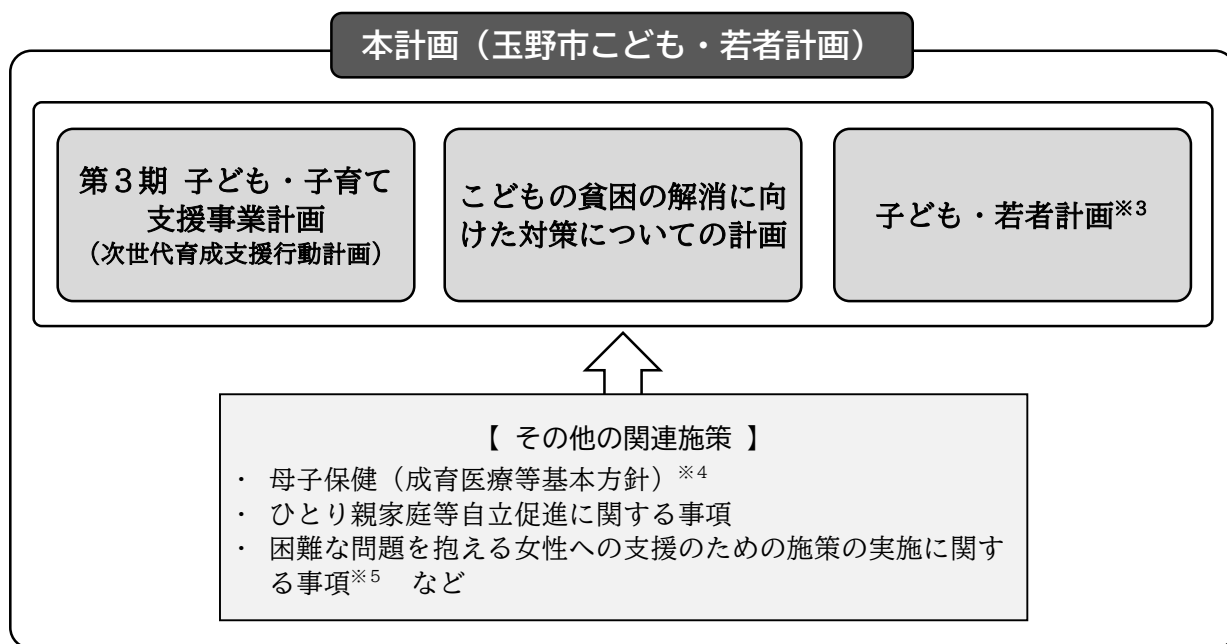 本計画（玉野市こども・若者計画）
第３期 子ども・子育て
支援事業計画
（次世代育成支援行動計画）
こどもの貧困の解消に向
けた対策についての計画
子ども・若者計画※3
【 その他の関連施策 】
・ 母子保健（成育医療等基本方針）※4
・ ひとり親家庭等自立促進に関する事項
・ 困難な問題を抱える女性への支援のための施策の実施に関す
る事項※5　など